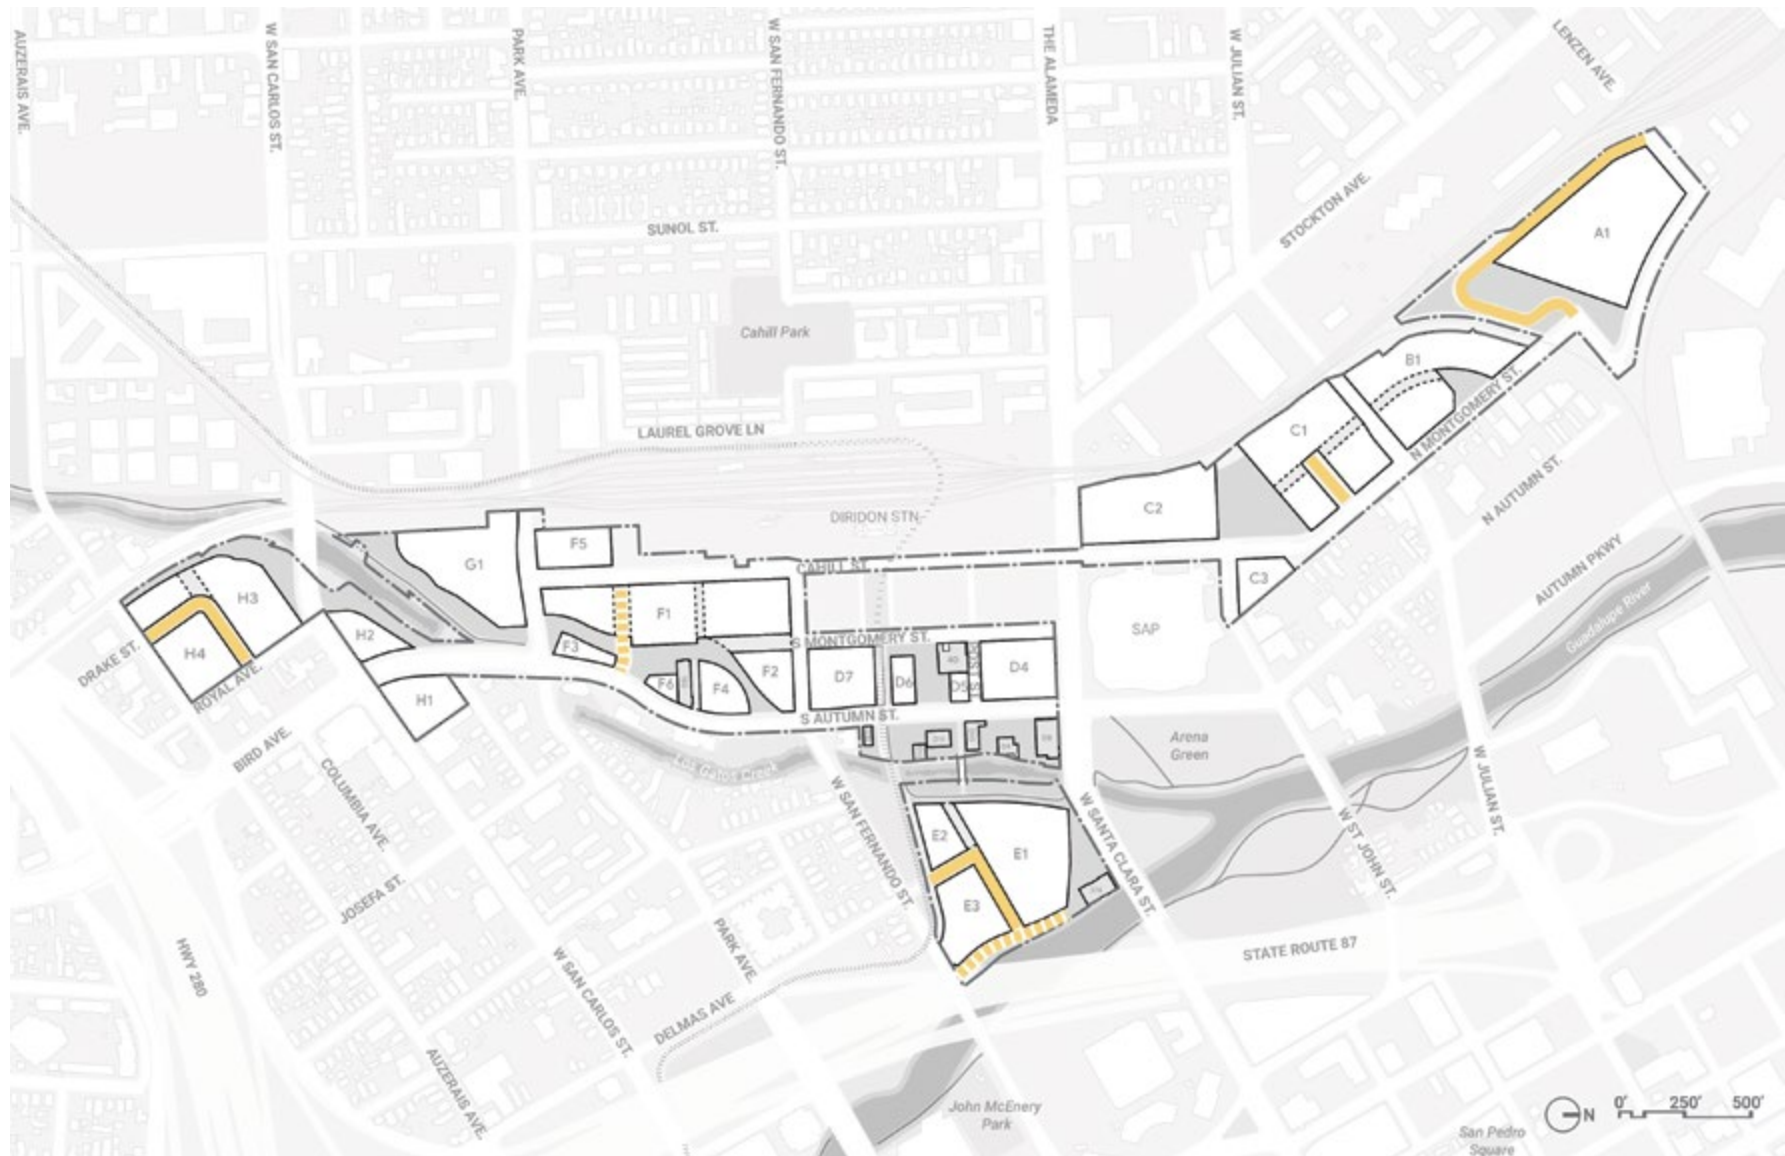 AUZERAIS AVE.
W SAN CARLOS ST.
PARK AVE.
W SAN FERNANDO ST.
THE ALAMEDA
W JULIAN ST.
LENZEN AVE.
STOCKTON AVE.
SUNOL ST.
A1
Cahill Park
B1
LAUREL GROVE LN
C1
N MONTGOMERY ST.
N AUTUMN ST.
C2
DIRIDON STN.
F5
G1
CAHILL ST.
C3
AUTUMN PKWY
Guadalupe River
H3
F1
SAP
H2
S MONTGOMERY ST.
F3
H4
DRAKE ST.
ROYAL AVE.
F6
F4
F2
D7
D6
D5
POST ST.
D4
H1
S AUTUMN ST.
BIRD AVE.
Los Gatos Creek
Arena
Green
COLUMBIA AVE.
W SAN FERNANDO ST.
W SANTA CLARA ST.
W ST JOHN ST.
W JULIAN ST.
E2
E1
E3
JOSEFA ST.
HWY 280
PARK AVE.
W SAN CARLOS ST.
STATE ROUTE 87
DELMAS AVE
AUZERAIS AVE.
John McEnery
Park
N
0' 250' 500'
San Pedro
Square